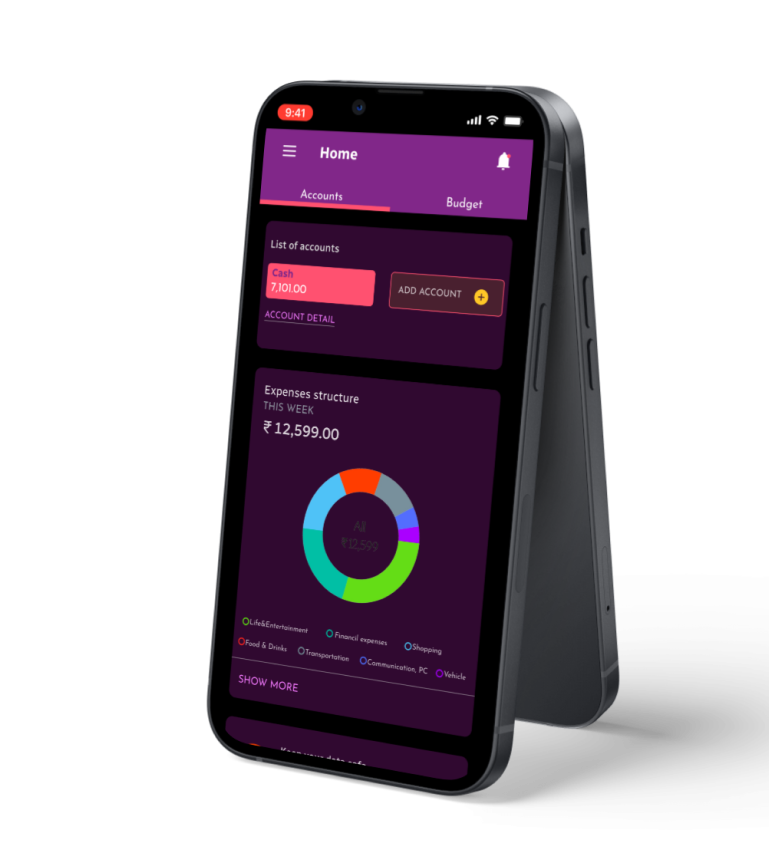 9:41
Home
Accounts
Budget
List of accounts
Cash
7,101.00
ADD ACCOUNT +
ACCOUNT DETAIL
Expenses structure
THIS WEEK
₹ 12,599.00
All
₹12,599
Life&Entertainment
Financil expenses
Shopping
Food & Drinks
Transportation
Communication, PC
Vehicle
SHOW MORE
Keep your data safe